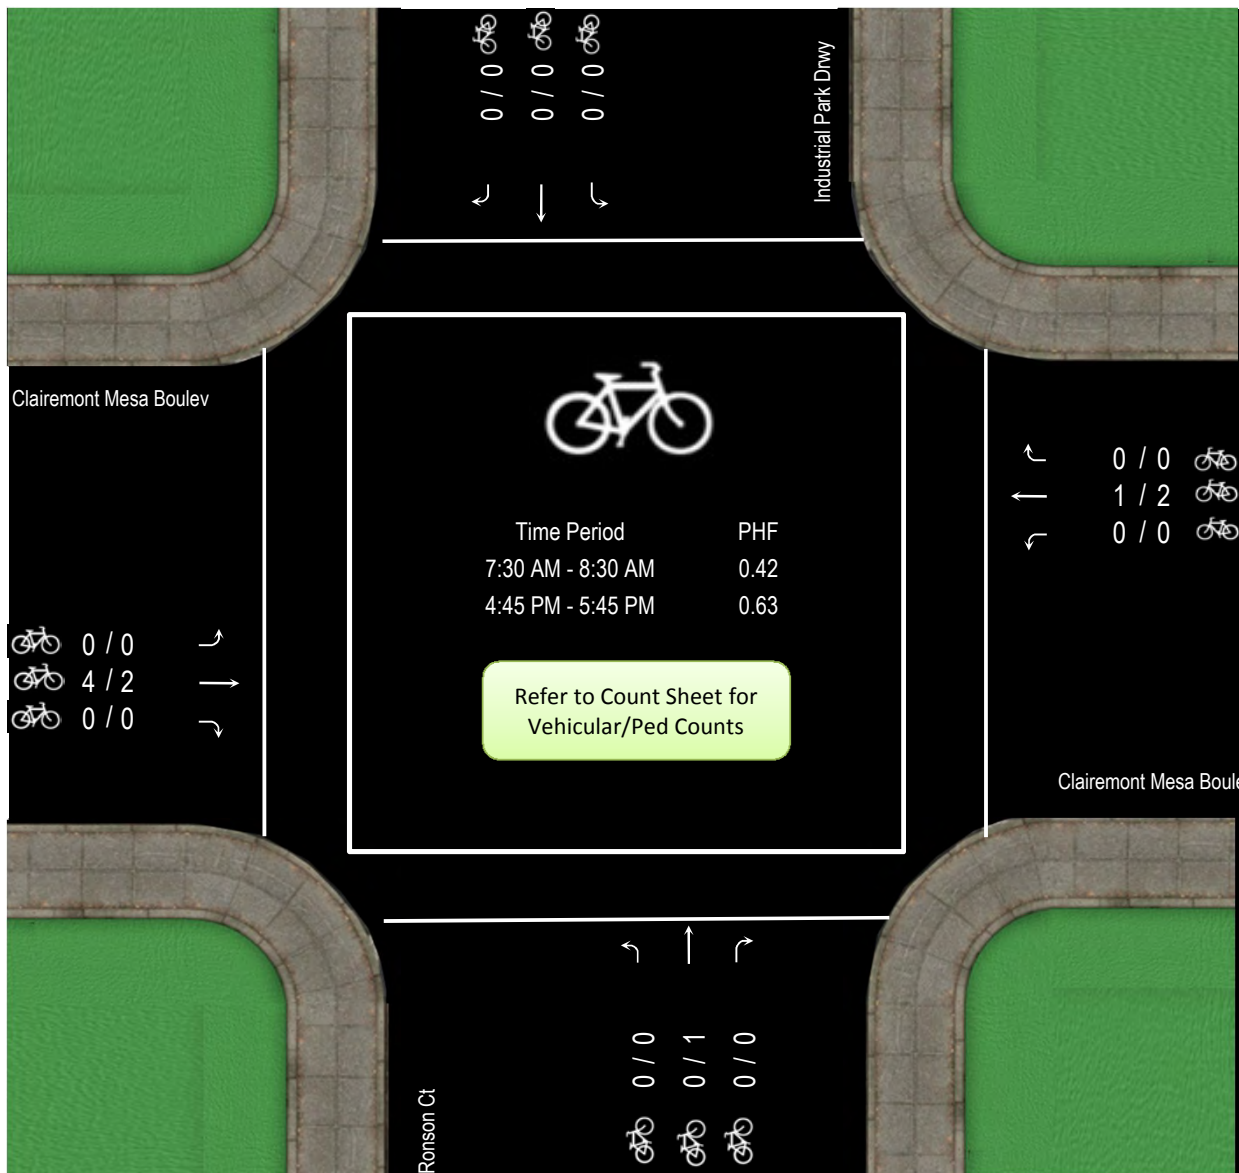 0 / 0
0 / 0
0 / 0
Industrial Park Drwy
Clairemont Mesa Boulev
0 / 0
1 / 2
0 / 0
Time Period PHF
7:30 AM - 8:30 AM 0.42
4:45 PM - 5:45 PM 0.63
0 / 0
4 / 2
0 / 0
Refer to Count Sheet for
Vehicular/Ped Counts
Clairemont Mesa Boule
0 / 0
0 / 1
0 / 0
Ronson Ct